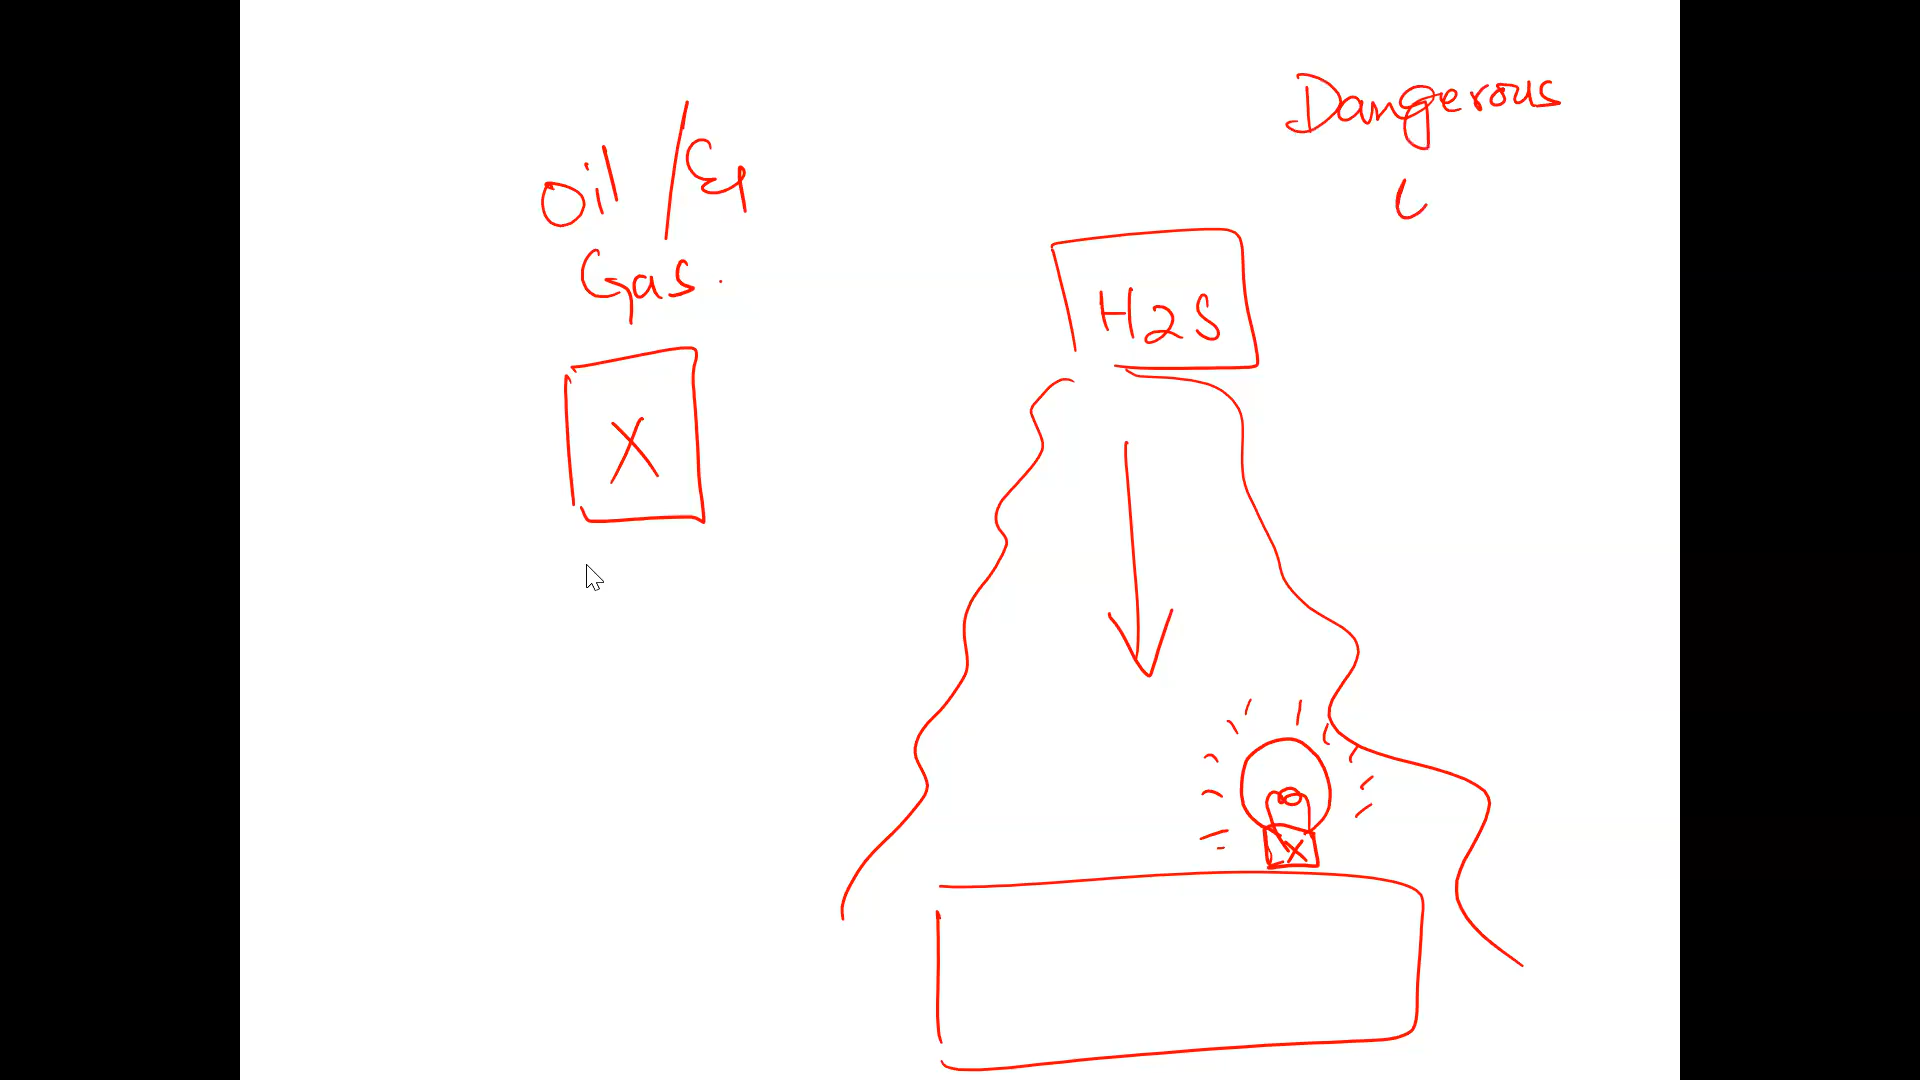 Oil / &
Gas.
X
Dangerous
H2S
X